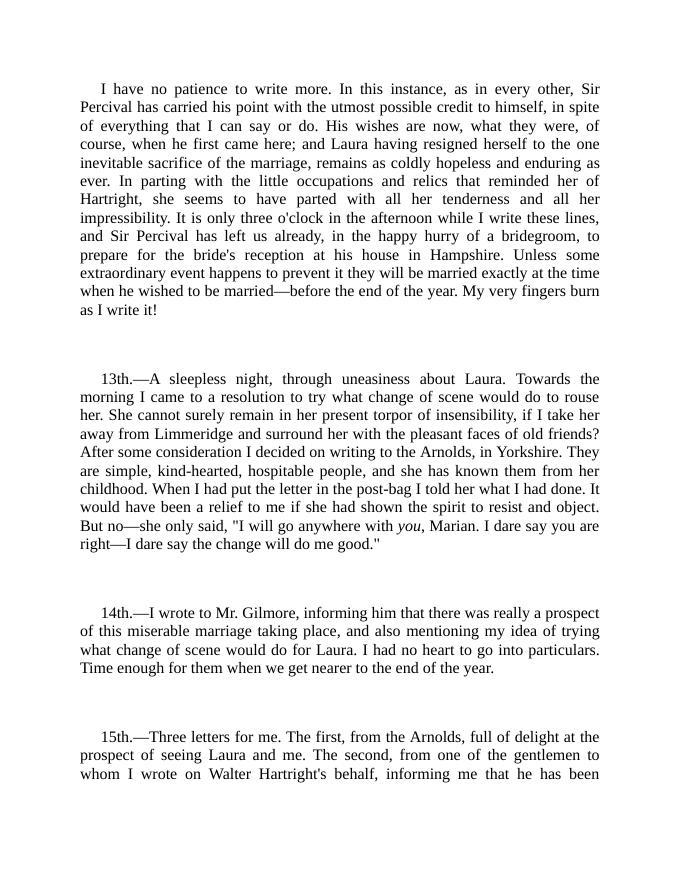 I have no patience to write more. In this instance, as in every other, Sir
Percival has carried his point with the utmost possible credit to himself, in spite
of everything that I can say or do. His wishes are now, what they were, of
course, when he first came here; and Laura having resigned herself to the one
inevitable sacrifice of the marriage, remains as coldly hopeless and enduring as
ever. In parting with the little occupations and relics that reminded her of
Hartright, she seems to have parted with all her tenderness and all her
impressibility. It is only three o'clock in the afternoon while I write these lines,
and Sir Percival has left us already, in the happy hurry of a bridegroom, to
prepare for the bride's reception at his house in Hampshire. Unless some
extraordinary event happens to prevent it they will be married exactly at the time
when he wished to be married—before the end of the year. My very fingers burn
as I write it!
13th.—A sleepless night, through uneasiness about Laura. Towards the
morning I came to a resolution to try what change of scene would do to rouse
her. She cannot surely remain in her present torpor of insensibility, if I take her
away from Limmeridge and surround her with the pleasant faces of old friends?
After some consideration I decided on writing to the Arnolds, in Yorkshire. They
are simple, kind-hearted, hospitable people, and she has known them from her
childhood. When I had put the letter in the post-bag I told her what I had done. It
would have been a relief to me if she had shown the spirit to resist and object.
But no—she only said, "I will go anywhere with you, Marian. I dare say you are
right—I dare say the change will do me good."
14th.—I wrote to Mr. Gilmore, informing him that there was really a prospect
of this miserable marriage taking place, and also mentioning my idea of trying
what change of scene would do for Laura. I had no heart to go into particulars.
Time enough for them when we get nearer to the end of the year.
15th.—Three letters for me. The first, from the Arnolds, full of delight at the
prospect of seeing Laura and me. The second, from one of the gentlemen to
whom I wrote on Walter Hartright's behalf, informing me that he has been